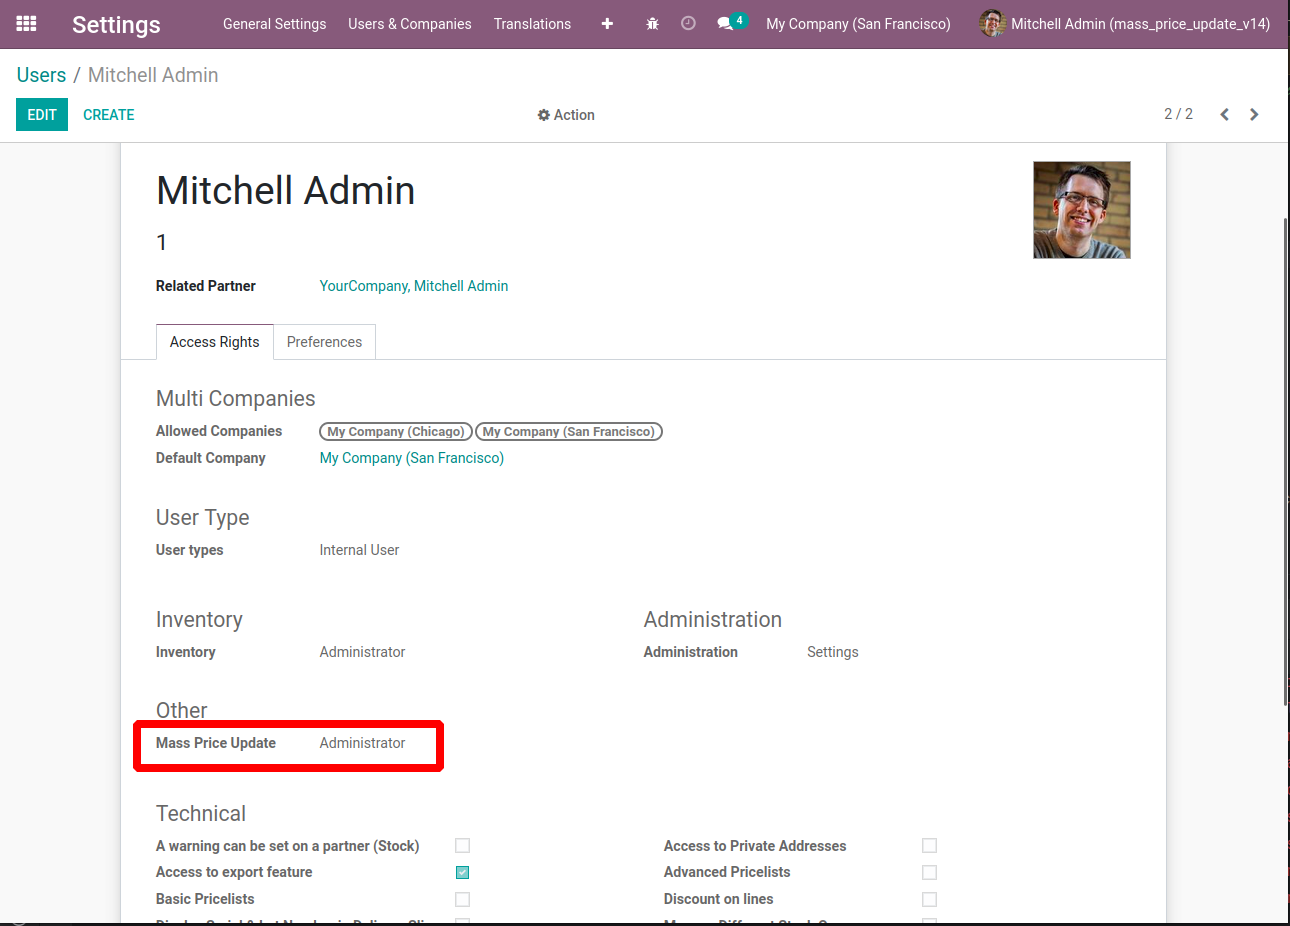 Settings General Settings Users & Companies Translations 4 My Company (San Francisco) Mitchell Admin (mass_price_update_v14)
Users / Mitchell Admin
EDIT CREATE Action 2 / 2
Mitchell Admin
1
Related Partner YourCompany, Mitchell Admin
Access Rights Preferences
Multi Companies
Allowed Companies My Company (Chicago) My Company (San Francisco)
Default Company My Company (San Francisco)
User Type
User types Internal User
Inventory Administration
Inventory Administrator Administration Settings
Other
Mass Price Update Administrator
Technical
A warning can be set on a partner (Stock) Access to Private Addresses
Access to export feature Advanced Pricelists
Basic Pricelists Discount on lines